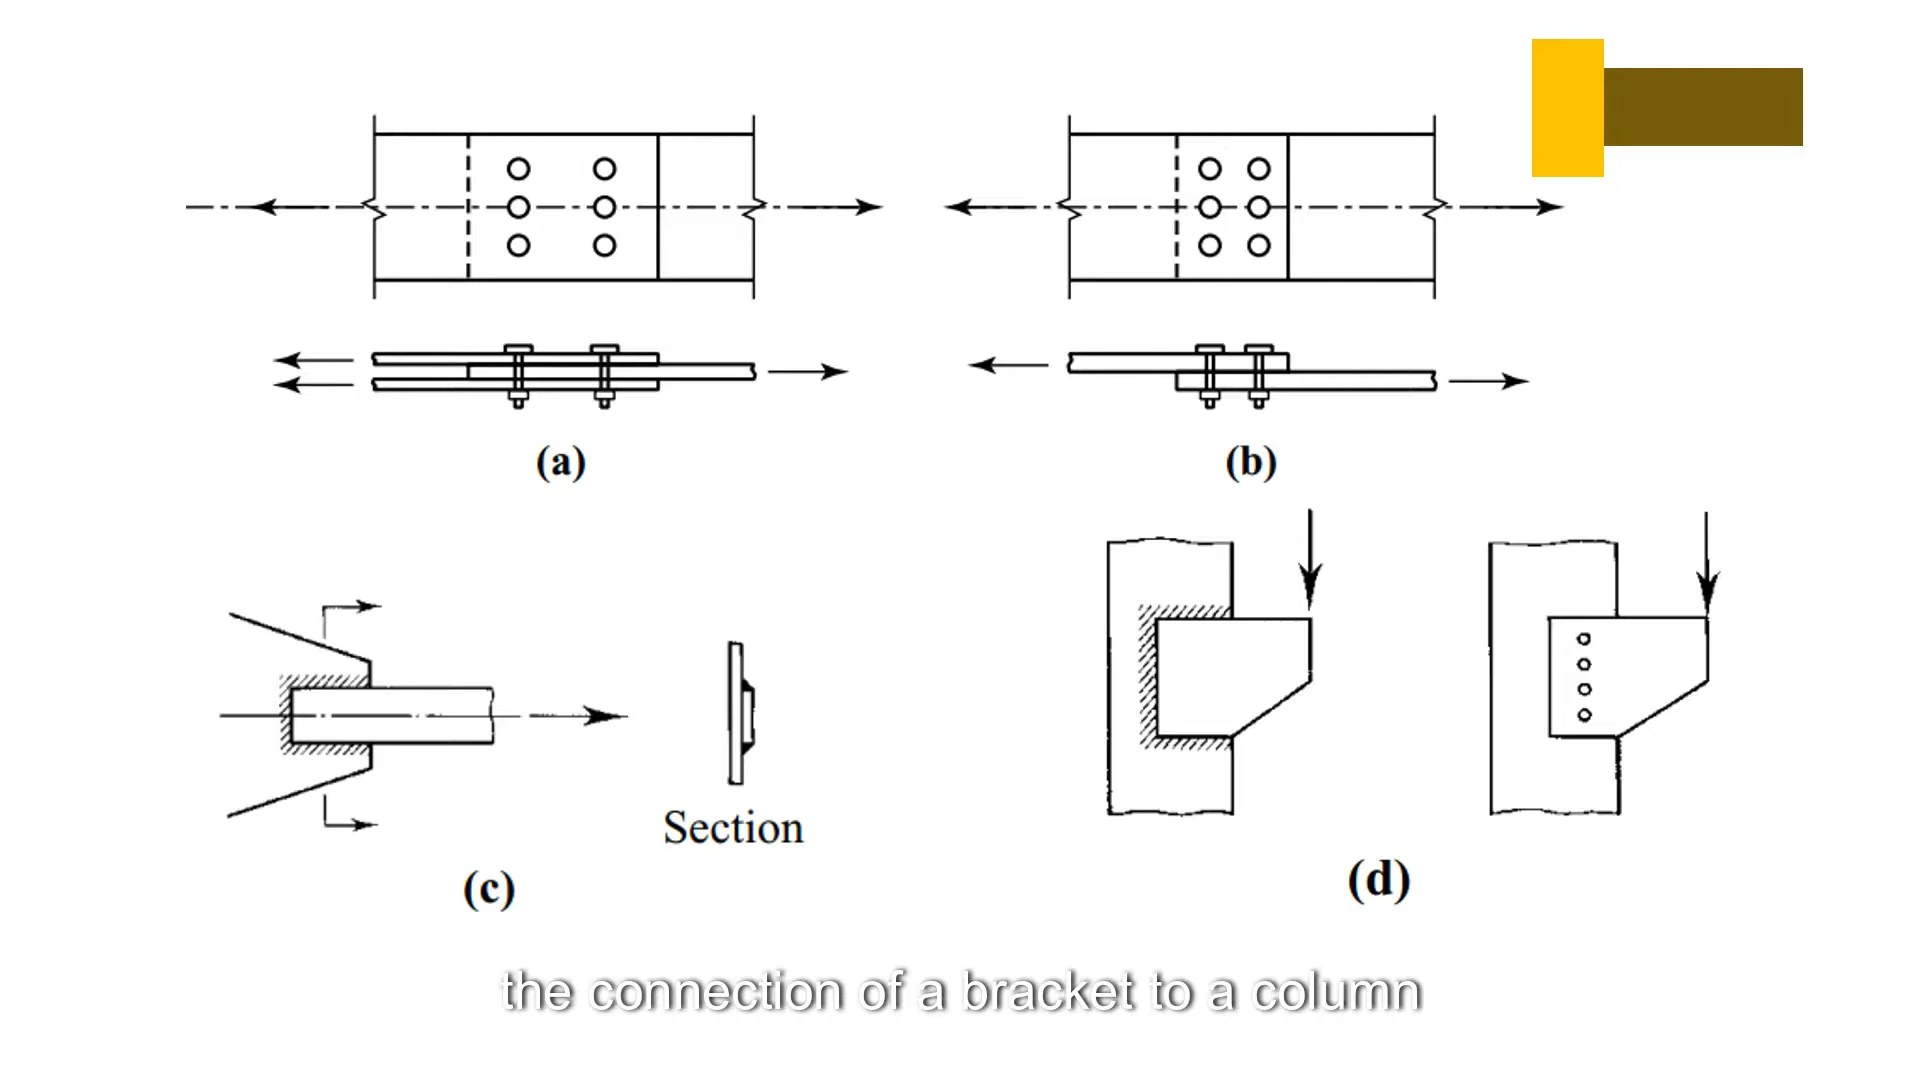 (a)
(b)
Section
(c)
(d)
the connection of a bracket to a column